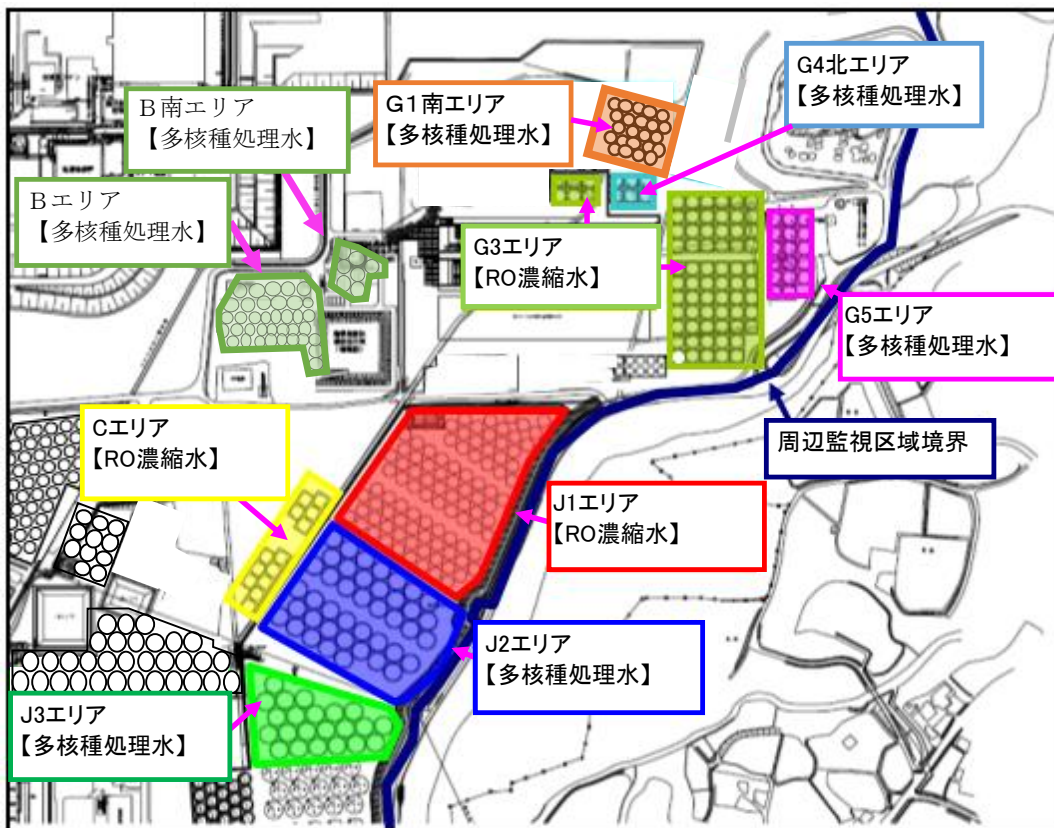 G4北エリア
【多核種処理水】
G1南エリア
【多核種処理水】
B南エリア
【多核種処理水】
Bエリア
【多核種処理水】
G3エリア
【RO濃縮水】
G5エリア
【多核種処理水】
Cエリア
【RO濃縮水】
周辺監視区域境界
J1エリア
【RO濃縮水】
J2エリア
【多核種処理水】
J3エリア
【多核種処理水】